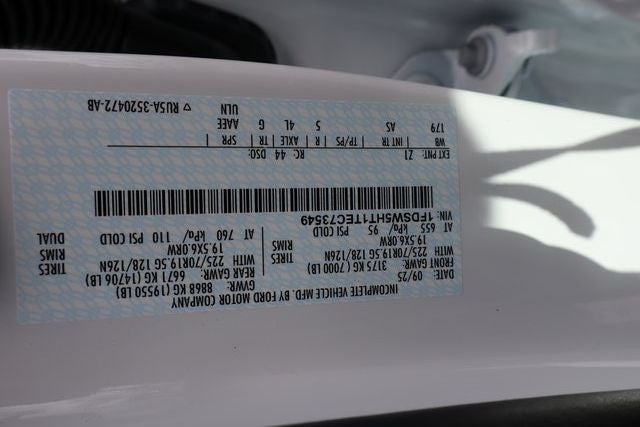 INCOMPLETE VEHICLE MFD. BY FORD MOTOR COMPANY
DATE: 09/25 GVWR: 8868 KG (19550 LB)
FRONT GAWR: 3175 KG (7000 LB) REAR GAWR: 6671 KG (14706 LB)
WITH 225/70R19.5G 128/126N TIRES WITH 225/70R19.5G 128/126N TIRES
19.5X6.0RW RIMS 19.5X6.0RW RIMS
AT 655 kPa/ 95 PSI COLD AT 760 kPa/ 110 PSI COLD DUAL
VIN: 1FDSW5HT1TEC73549
EXT PNT: Z1 RC: 44 DSO:
WB INT TR TP/PS R AXLE TR SPR
179 AS 5 4L G AAEE
ULN ▽ RU5A-3520472-AB